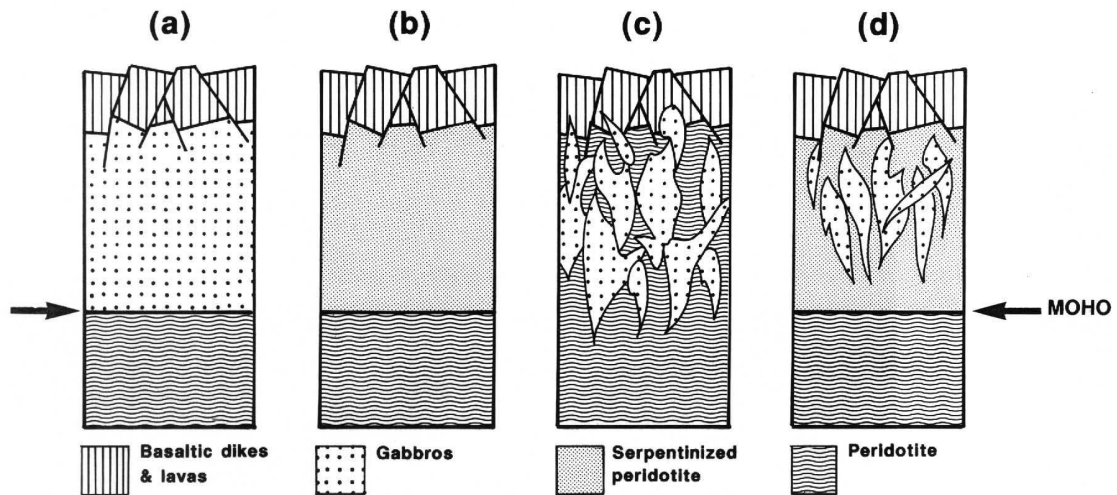 (a)
(b)
(c)
(d)
MOHO
Basaltic dikes
& lavas
Gabbros
Serpentinized
peridotite
Peridotite